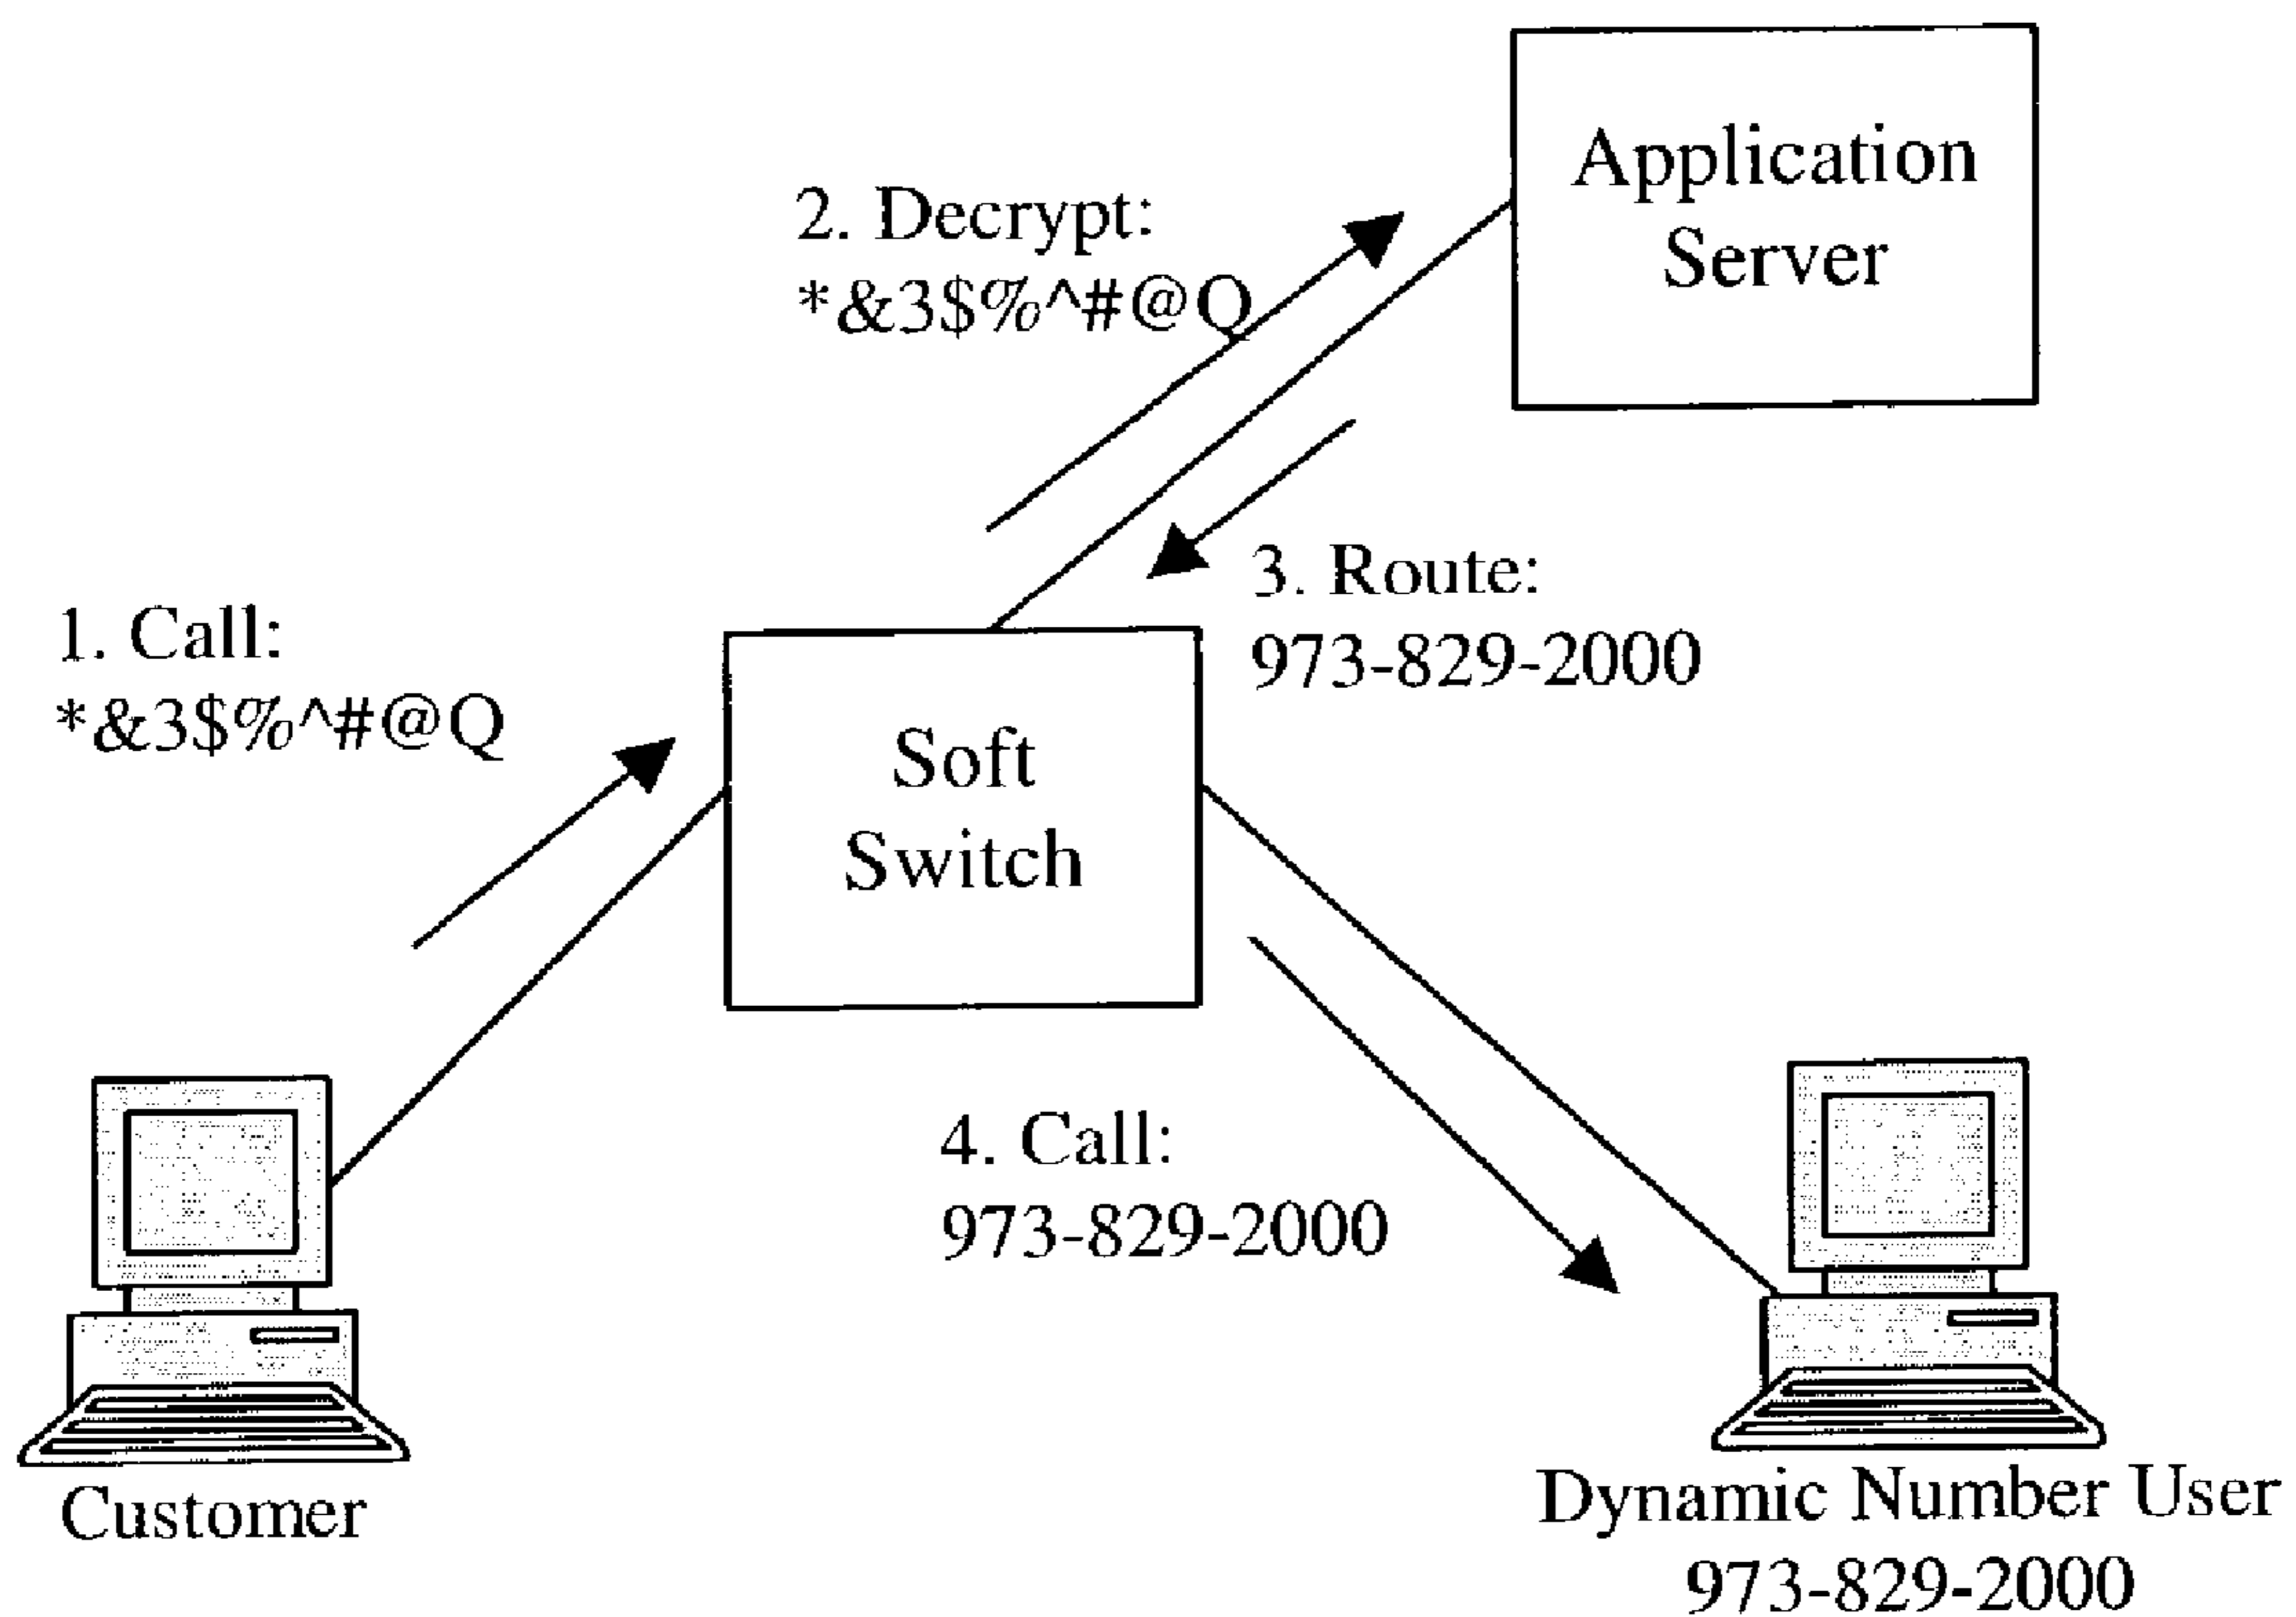 Application
Server
2. Decrypt:
*&3$%^#@Q
3. Route:
973-829-2000
1. Call:
*&3$%^#@Q
Soft
Switch
4. Call:
973-829-2000
Customer
Dynamic Number User
973-829-2000